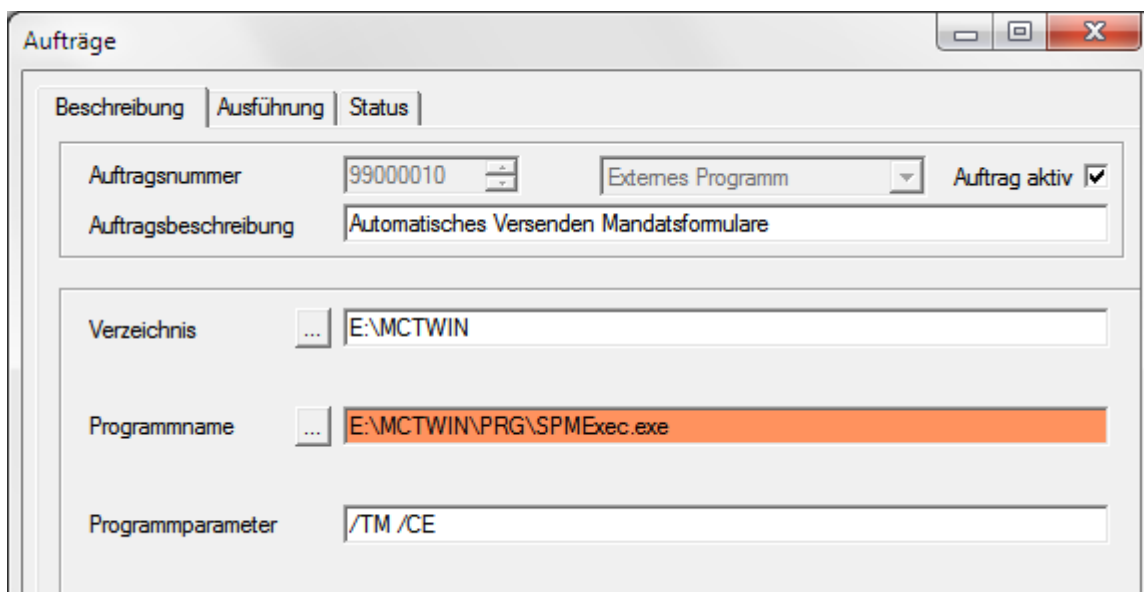 Aufträge
Beschreibung Ausführung Status
Auftragsnummer 99000010 Externes Programm Auftrag aktiv
Auftragsbeschreibung Automatisches Versenden Mandatsformulare
Verzeichnis ... E:\MCTWIN
Programmname ... E:\MCTWIN\PRG\SPMExec.exe
Programmparameter /TM /CE